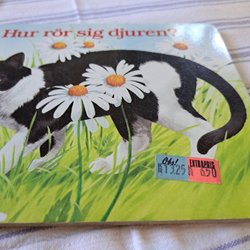 Hur rör sig djuren?
Obs! EXTRAPRIS